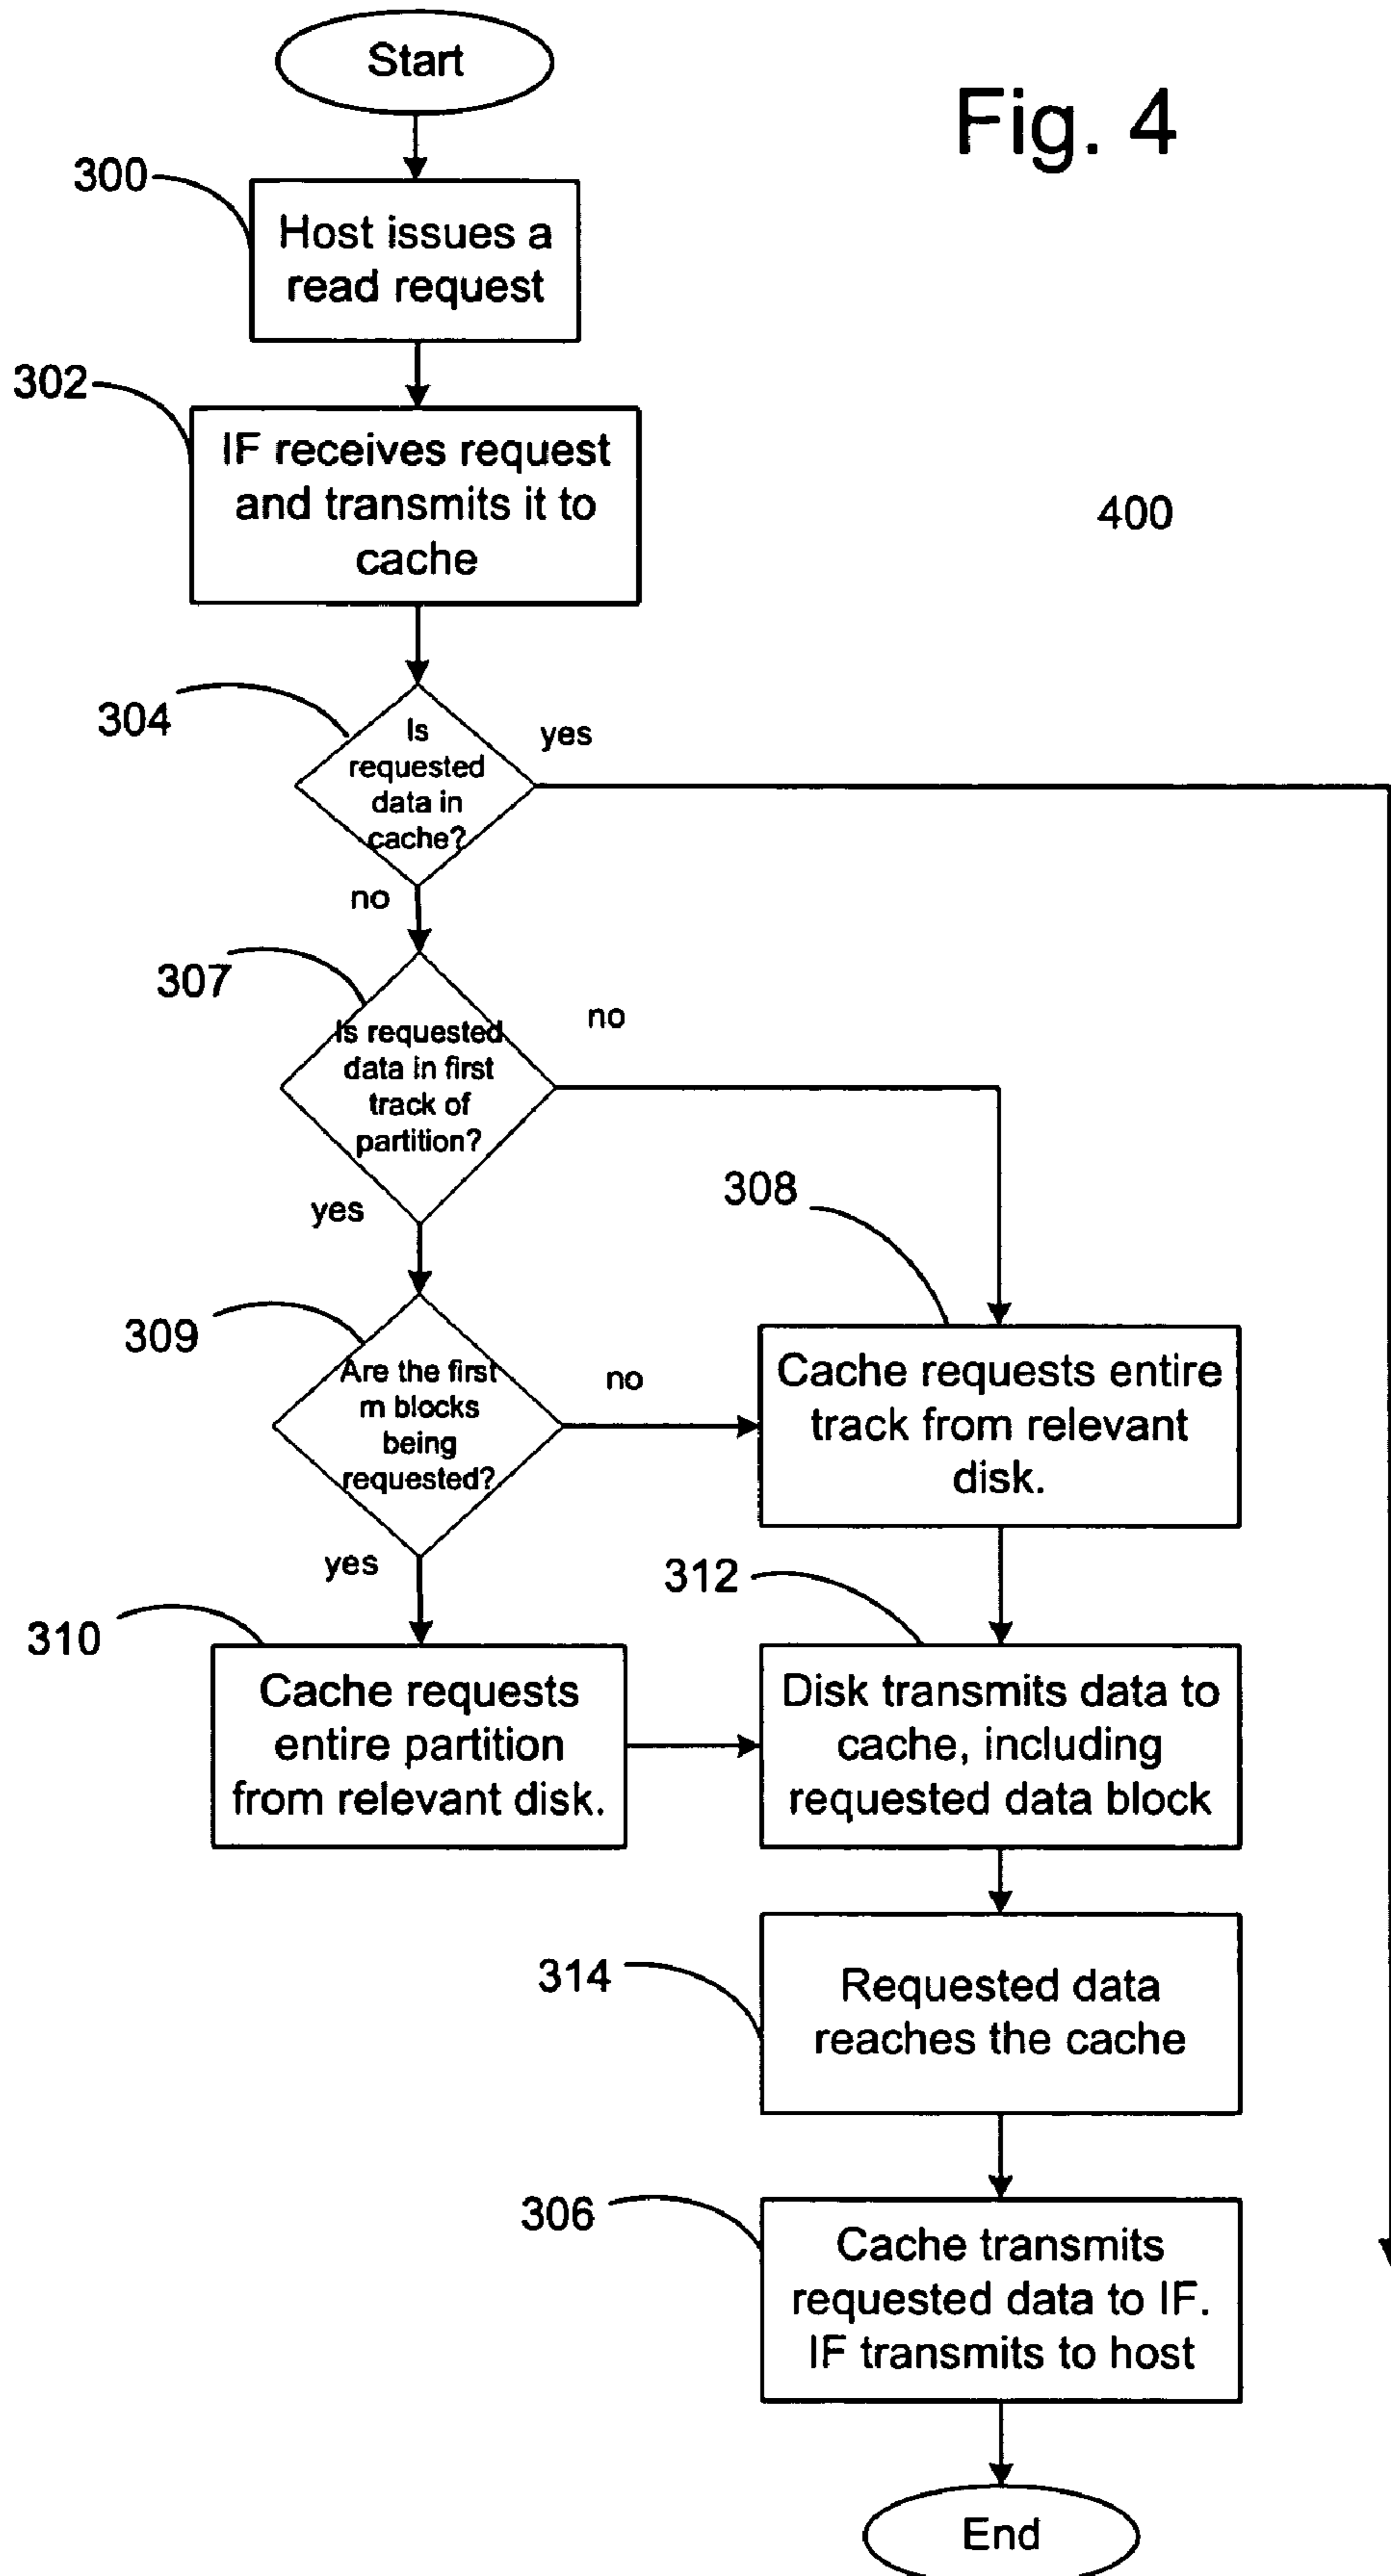 Start
Fig. 4
300
Host issues a
read request
302
IF receives request
and transmits it to
cache
400
304
Is
requested
data in
cache?
yes
no
307
Is requested
data in first
track of
partition?
no
yes
308
309
Are the first
m blocks
being
requested?
no
Cache requests entire
track from relevant
disk.
yes
312
310
Cache requests
entire partition
from relevant disk.
Disk transmits data to
cache, including
requested data block
314
Requested data
reaches the cache
306
Cache transmits
requested data to IF.
IF transmits to host
End